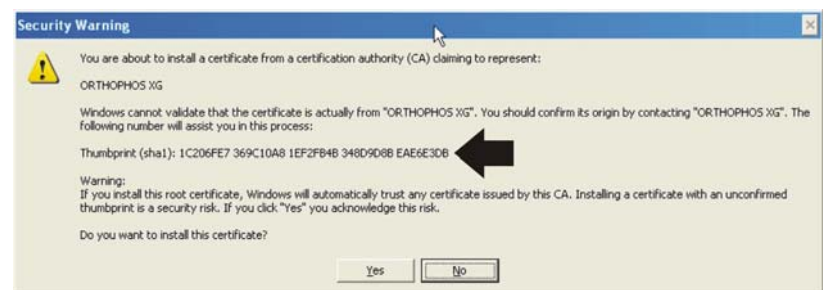 Security Warning
You are about to install a certificate from a certification authority (CA) claiming to represent:
ORTHOPHOS XG
Windows cannot validate that the certificate is actually from "ORTHOPHOS XG". You should confirm its origin by contacting "ORTHOPHOS XG". The
following number will assist you in this process:
Thumbprint (sha1): 1C206FE7 369C10A8 1EF2FB4B 348D9D8B EAE6E3DB
Warning:
If you install this root certificate, Windows will automatically trust any certificate issued by this CA. Installing a certificate with an unconfirmed
thumbprint is a security risk. If you click "Yes" you acknowledge this risk.
Do you want to install this certificate?
Yes No